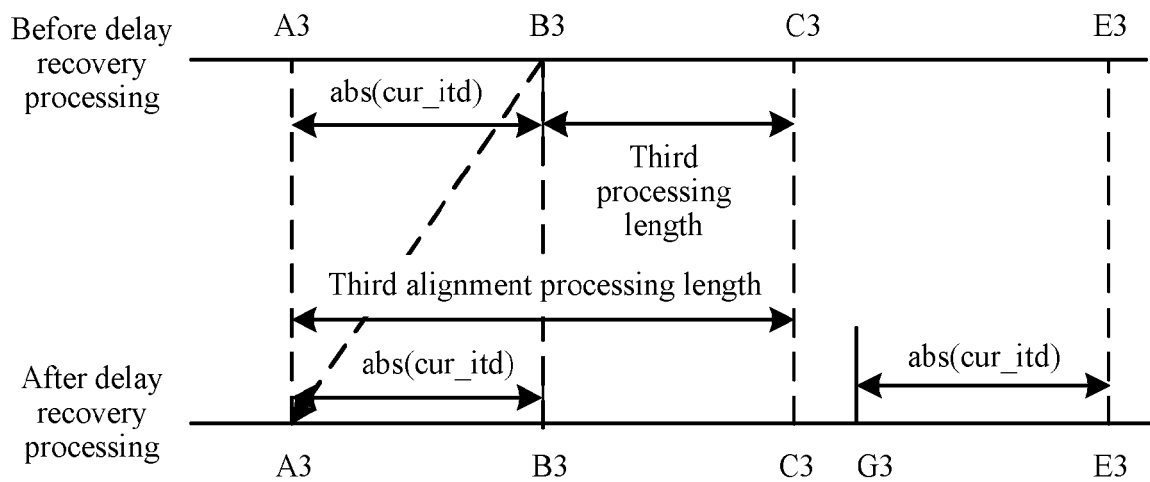 A3 B3 C3 E3
Before delay
recovery
processing
abs(cur_itd)
Third
processing
length
Third alignment processing length
abs(cur_itd)
abs(cur_itd)
After delay
recovery
processing
A3 B3 C3 G3 E3